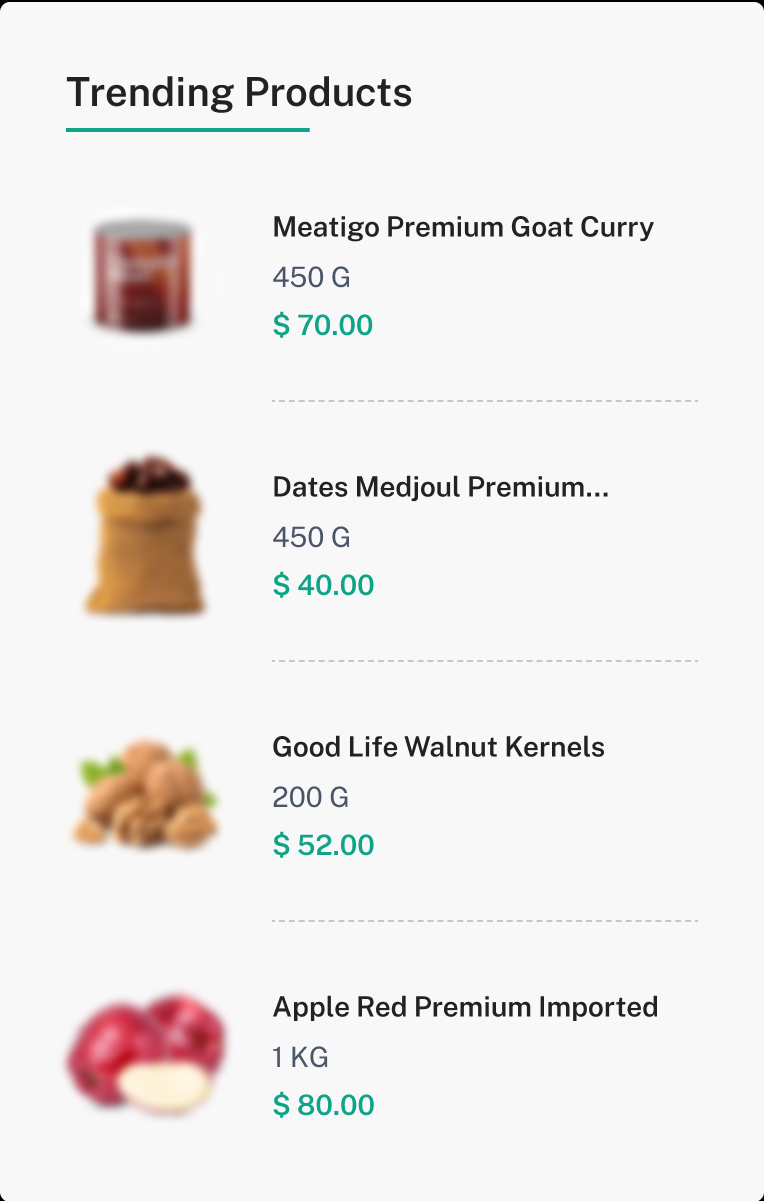 Trending Products
Meatigo Premium Goat Curry
450 G
$ 70.00
Dates Medjoul Premium...
450 G
$ 40.00
Good Life Walnut Kernels
200 G
$ 52.00
Apple Red Premium Imported
1 KG
$ 80.00